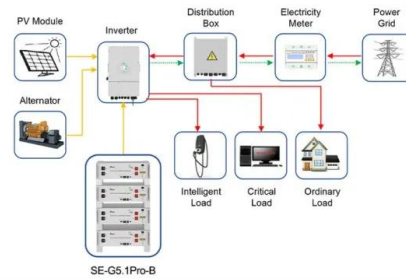 PV Module
Inverter
Distribution
Box
Electricity
Meter
Power
Grid
Alternator
Intelligent
Load
Critical
Load
Ordinary
Load
SE-G5.1Pro-B